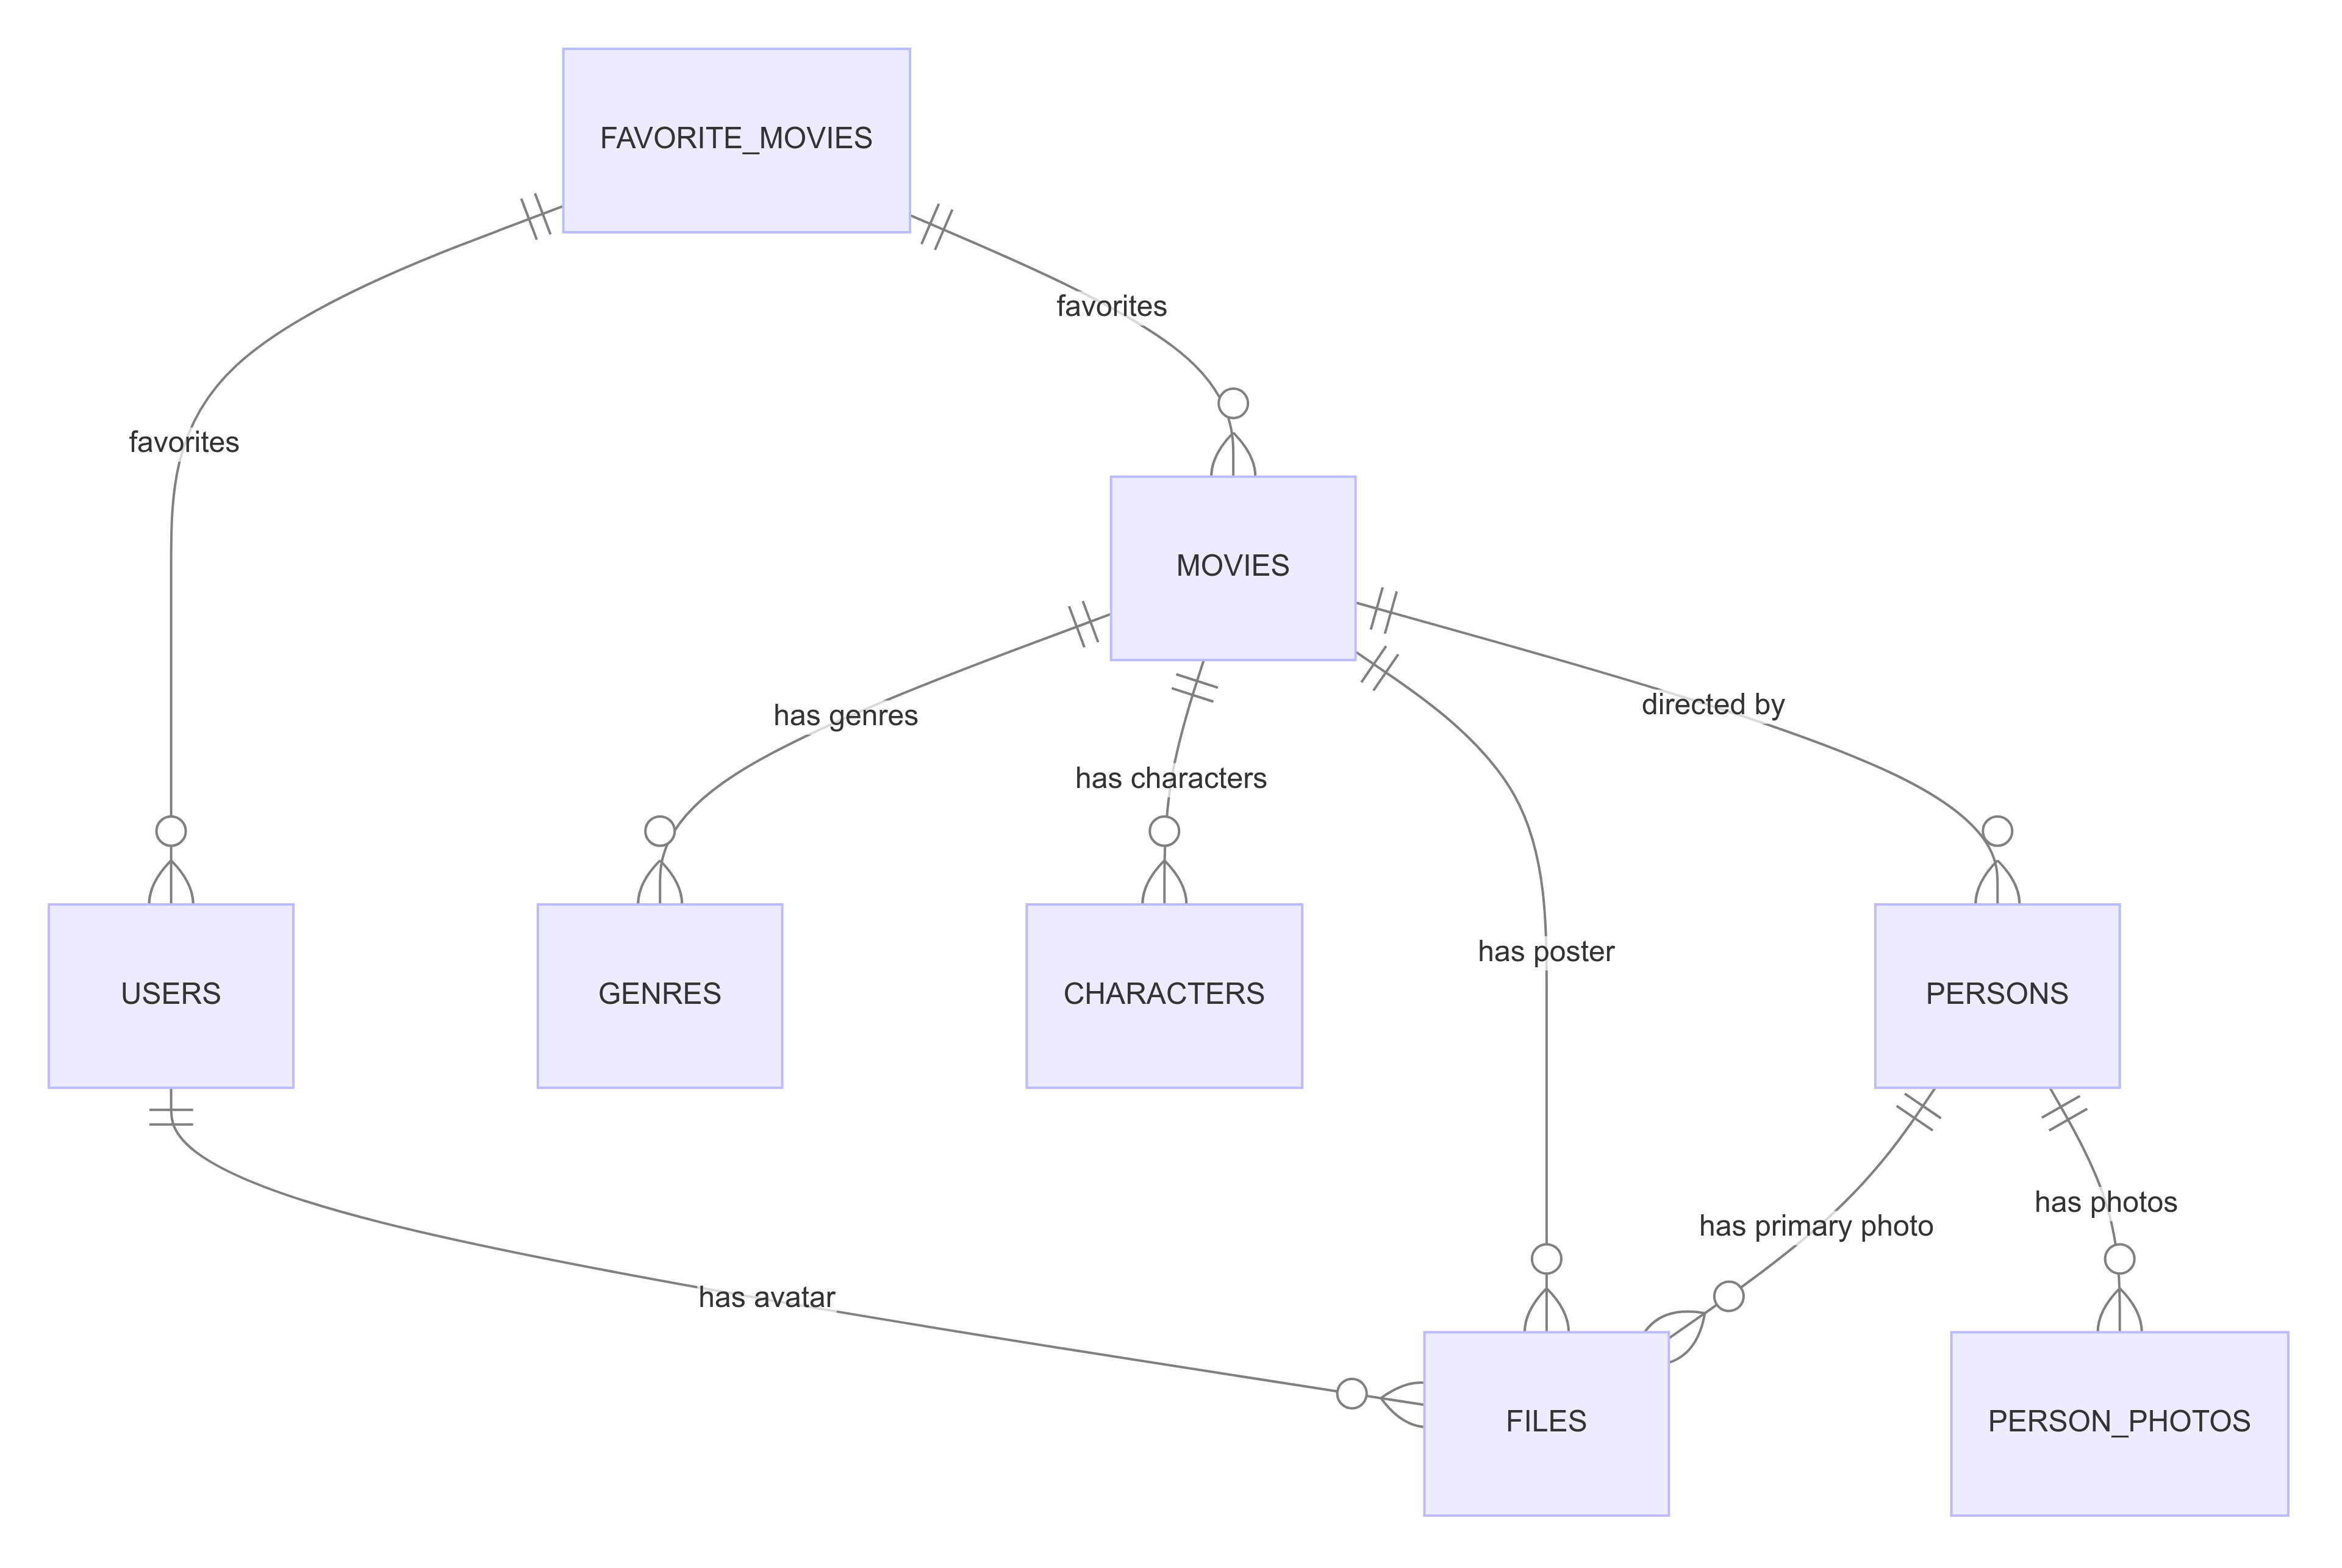 FAVORITE_MOVIES
favorites
favorites
MOVIES
directed by
has genres
has characters
has poster
USERS
GENRES
CHARACTERS
PERSONS
has photos
has primary photo
has avatar
FILES
PERSON_PHOTOS